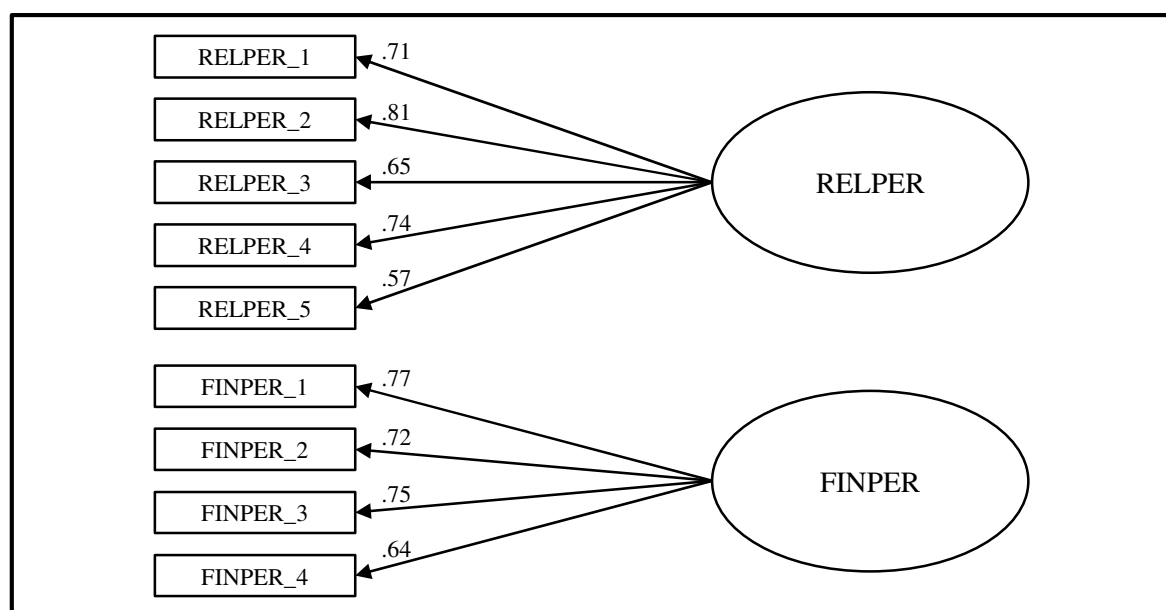 RELPER_1
.71
RELPER_2
.81
RELPER_3
.65
RELPER_4
.74
RELPER_5
.57
RELPER
FINPER_1
.77
FINPER_2
.72
FINPER_3
.75
FINPER_4
.64
FINPER